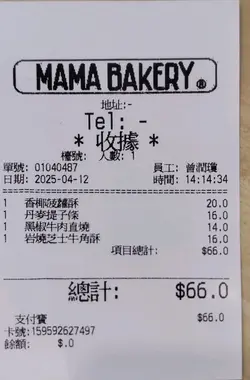 MAMA BAKERY®
地址:-
Tel: -
* 收據 *
檯號: 人數: 1
單號: 01040487 員工: 曾潤瓊
日期: 2025-04-12 時間: 14:14:34
1 香椰菠蘿酥 20.0
1 丹麥提子條 16.0
1 黑椒牛肉直燒 14.0
1 岩燒芝士牛角酥 16.0
項目總計: $66.0
總計: $66.0
支付寶 $66.0
卡號:159592627497
餘額: $.0